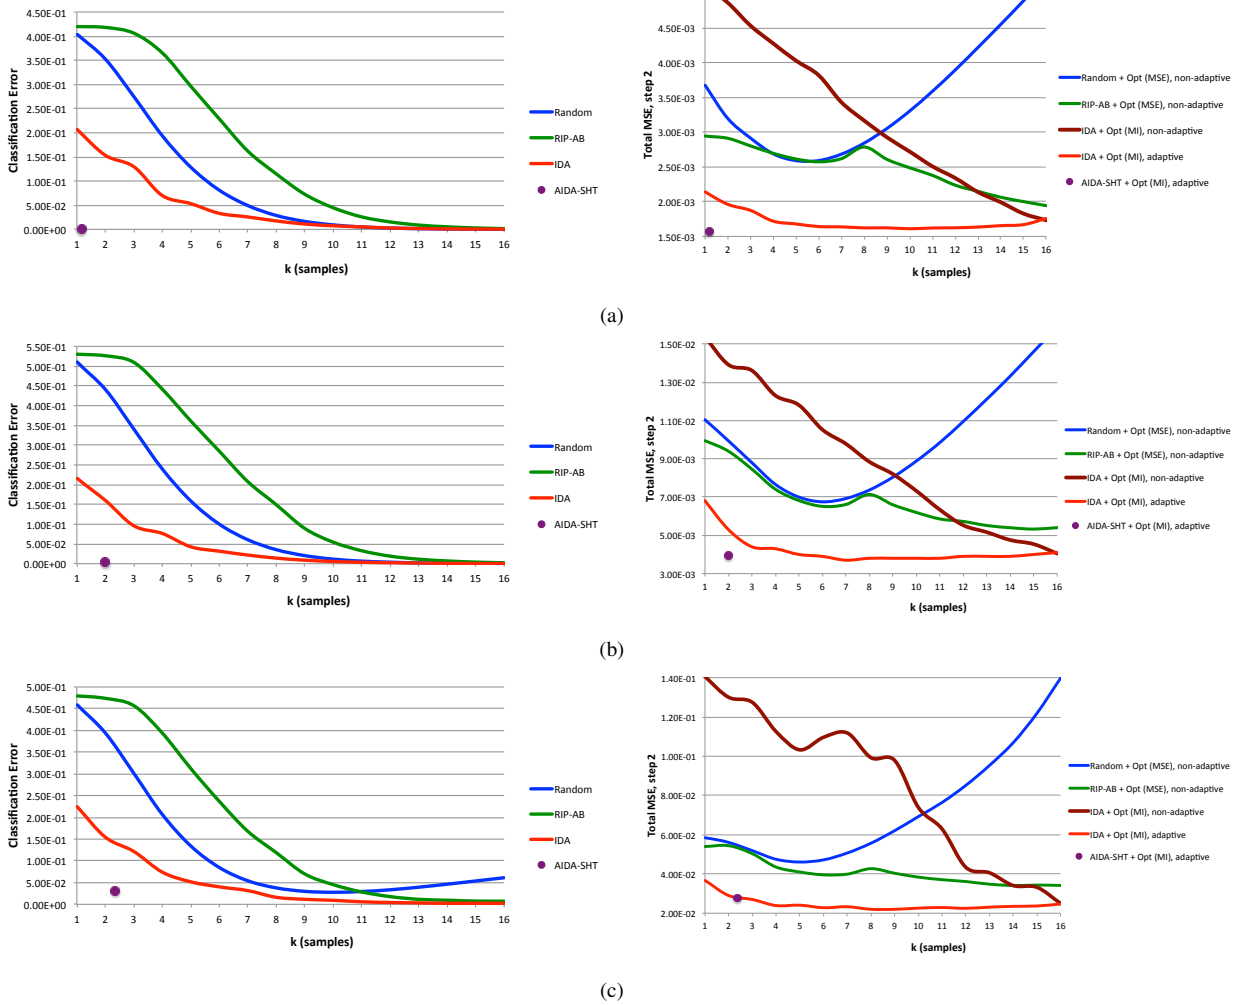 4.50E-01
4.00E-01
3.50E-01
3.00E-01
2.50E-01
2.00E-01
1.50E-01
1.00E-01
5.00E-02
0.00E+00
Classification Error
1 2 3 4 5 6 7 8 9 10 11 12 13 14 15 16
k (samples)
Random
RIP-AB
IDA
AIDA-SHT
4.50E-03
4.00E-03
3.50E-03
3.00E-03
2.50E-03
2.00E-03
1.50E-03
Total MSE, step 2
1 2 3 4 5 6 7 8 9 10 11 12 13 14 15 16
k (samples)
Random + Opt (MSE), non-adaptive
RIP-AB + Opt (MSE), non-adaptive
IDA + Opt (MI), non-adaptive
IDA + Opt (MI), adaptive
AIDA-SHT + Opt (MI), adaptive
(a)
5.50E-01
5.00E-01
4.50E-01
4.00E-01
3.50E-01
3.00E-01
2.50E-01
2.00E-01
1.50E-01
1.00E-01
5.00E-02
0.00E+00
Classification Error
1 2 3 4 5 6 7 8 9 10 11 12 13 14 15 16
k (samples)
Random
RIP-AB
IDA
AIDA-SHT
1.50E-02
1.30E-02
1.10E-02
9.00E-03
7.00E-03
5.00E-03
3.00E-03
Total MSE, step 2
1 2 3 4 5 6 7 8 9 10 11 12 13 14 15 16
k (samples)
Random + Opt (MSE), non-adaptive
RIP-AB + Opt (MSE), non-adaptive
IDA + Opt (MI), non-adaptive
IDA + Opt (MI), adaptive
AIDA-SHT + Opt (MI), adaptive
(b)
5.00E-01
4.50E-01
4.00E-01
3.50E-01
3.00E-01
2.50E-01
2.00E-01
1.50E-01
1.00E-01
5.00E-02
0.00E+00
Classification Error
1 2 3 4 5 6 7 8 9 10 11 12 13 14 15 16
k (samples)
Random
RIP-AB
IDA
AIDA-SHT
1.40E-01
1.20E-01
1.00E-01
8.00E-02
6.00E-02
4.00E-02
2.00E-02
Total MSE, step 2
1 2 3 4 5 6 7 8 9 10 11 12 13 14 15 16
k (samples)
Random + Opt (MSE), non-adaptive
RIP-AB + Opt (MSE), non-adaptive
IDA + Opt (MI), non-adaptive
IDA + Opt (MI), adaptive
AIDA-SHT + Opt (MI), adaptive
(c)